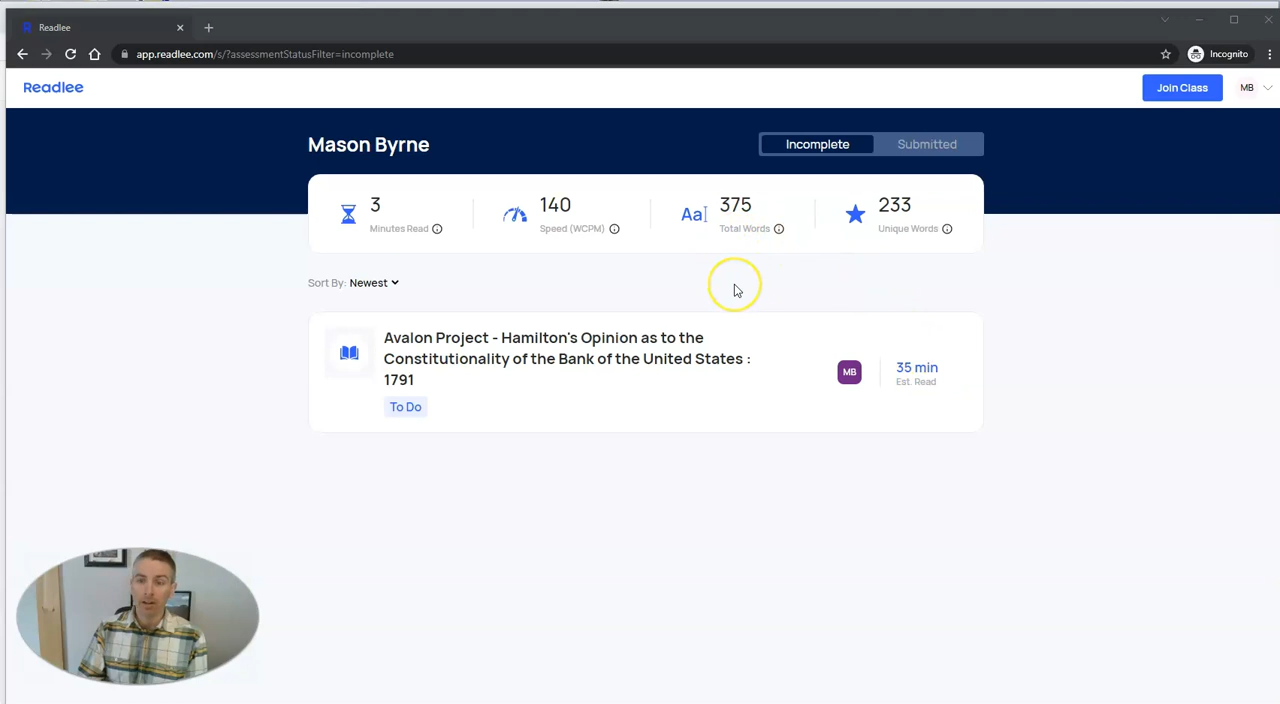 Readlee
app.readlee.com/s/?assessmentStatusFilter=incomplete
Incognito
Readlee
Join Class
MB
Mason Byrne
Incomplete
Submitted
3
Minutes Read
140
Speed (WCPM)
Aa
375
Total Words
233
Unique Words
Sort By: Newest
Avalon Project - Hamilton's Opinion as to the
Constitutionality of the Bank of the United States :
1791
To Do
MB
35 min
Est. Read